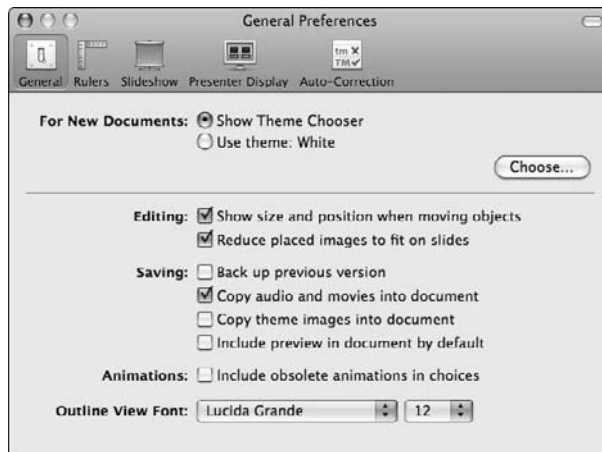 General Preferences
tm
TM
General Rulers Slideshow Presenter Display Auto-Correction
For New Documents: Show Theme Chooser
Use theme: White
Choose...
Editing: Show size and position when moving objects
Reduce placed images to fit on slides
Saving: Back up previous version
Copy audio and movies into document
Copy theme images into document
Include preview in document by default
Animations: Include obsolete animations in choices
Outline View Font: Lucida Grande 12